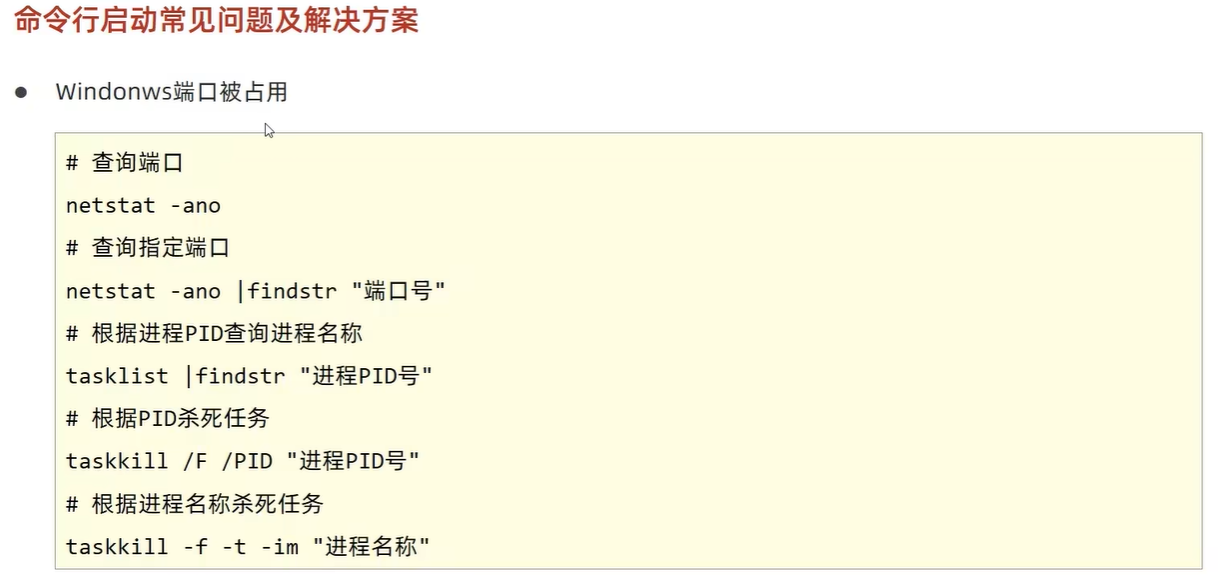 命令行启动常见问题及解决方案
● Windonws端口被占用
# 查询端口
netstat -ano
# 查询指定端口
netstat -ano |findstr "端口号"
# 根据进程PID查询进程名称
tasklist |findstr "进程PID号"
# 根据PID杀死任务
taskkill /F /PID "进程PID号"
# 根据进程名称杀死任务
taskkill -f -t -im "进程名称"